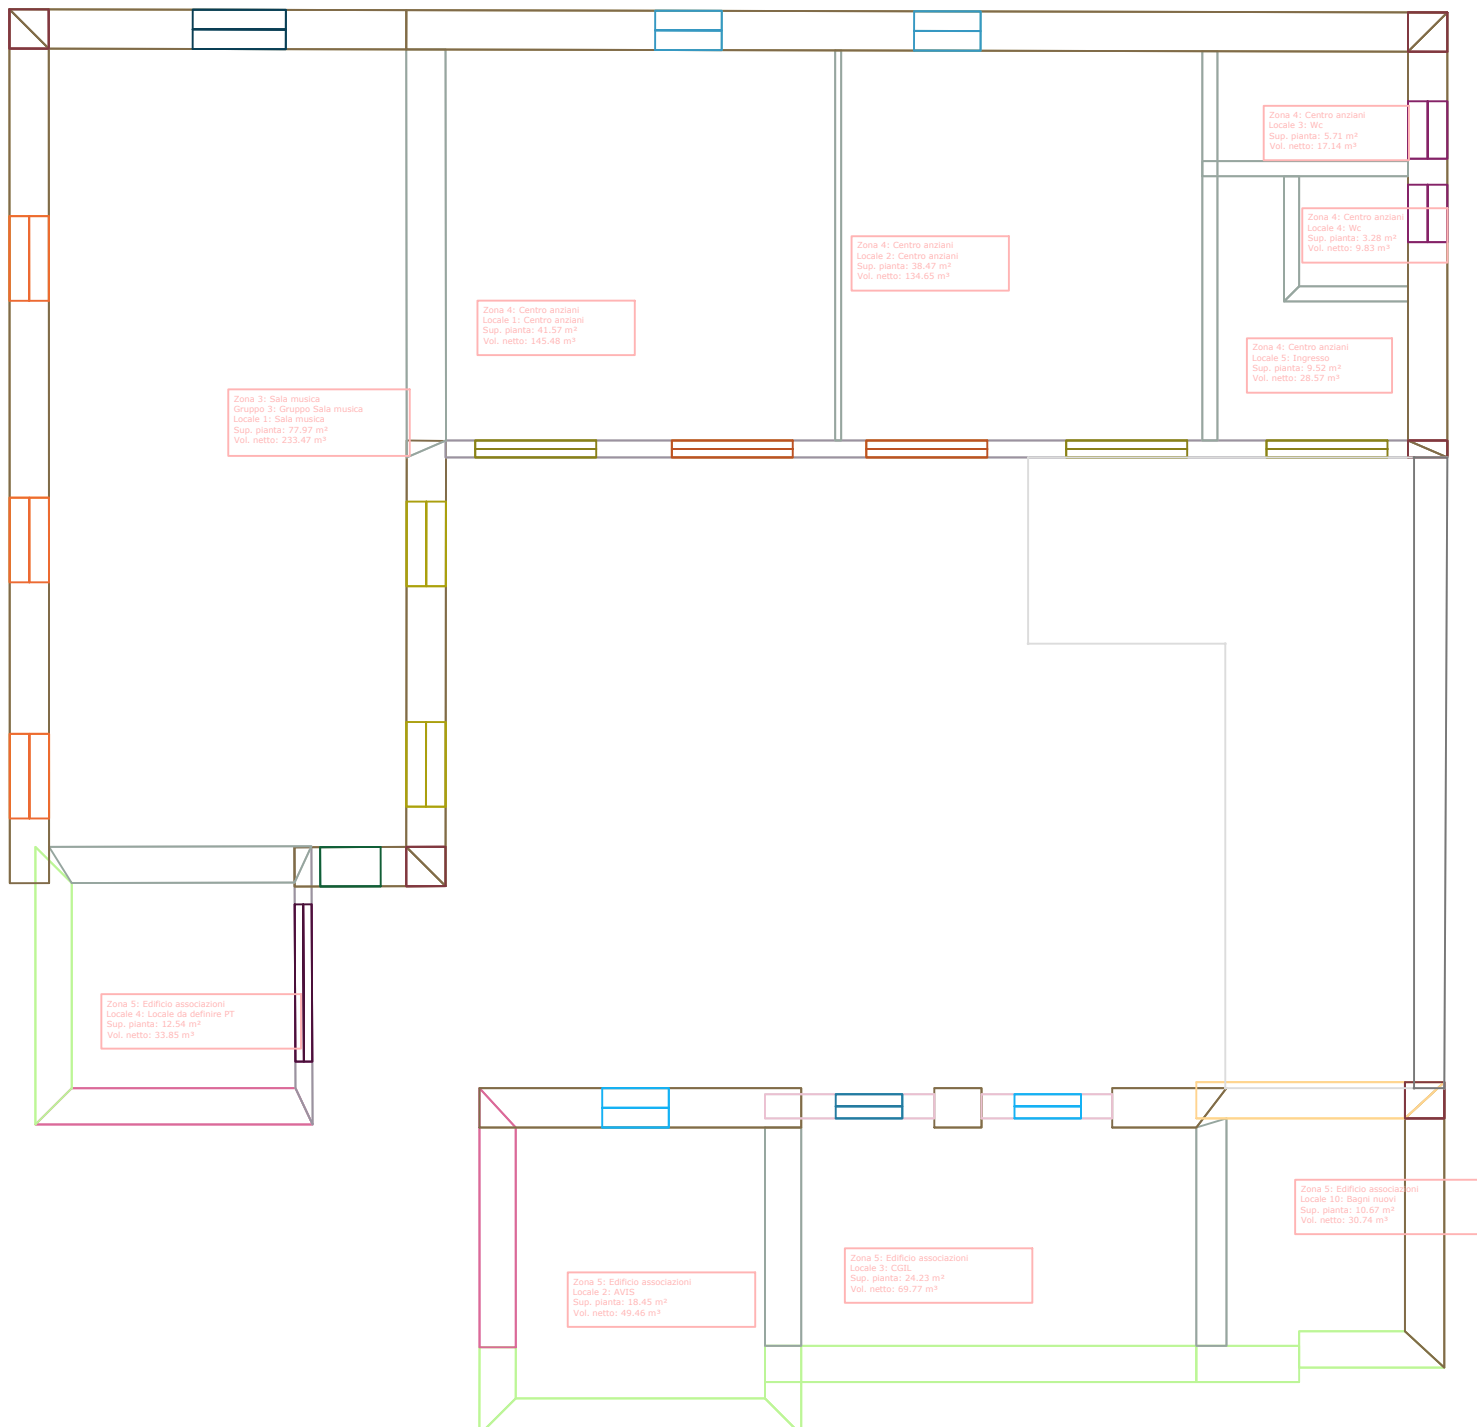 Zona 4: Centro anziani
Locale 3: Wc
Sup. pianta: 5.71 m²
Vol. netto: 17.14 m³
Zona 4: Centro anziani
Locale 4: Wc
Sup. pianta: 3.28 m²
Vol. netto: 9.83 m³
Zona 4: Centro anziani
Locale 2: Centro anziani
Sup. pianta: 38.47 m²
Vol. netto: 134.65 m³
Zona 4: Centro anziani
Locale 1: Centro anziani
Sup. pianta: 41.57 m²
Vol. netto: 145.48 m³
Zona 4: Centro anziani
Locale 5: Ingresso
Sup. pianta: 9.52 m²
Vol. netto: 28.57 m³
Zona 3: Sala musica
Gruppo 3: Gruppo Sala musica
Locale 1: Sala musica
Sup. pianta: 77.97 m²
Vol. netto: 233.47 m³
Zona 5: Edificio associazioni
Locale 4: Locale da definire PT
Sup. pianta: 12.54 m²
Vol. netto: 33.85 m³
Zona 5: Edificio associazioni
Locale 10: Bagni nuovi
Sup. pianta: 10.67 m²
Vol. netto: 30.74 m³
Zona 5: Edificio associazioni
Locale 3: CGIL
Sup. pianta: 24.23 m²
Vol. netto: 69.77 m³
Zona 5: Edificio associazioni
Locale 2: AVIS
Sup. pianta: 18.45 m²
Vol. netto: 49.46 m³